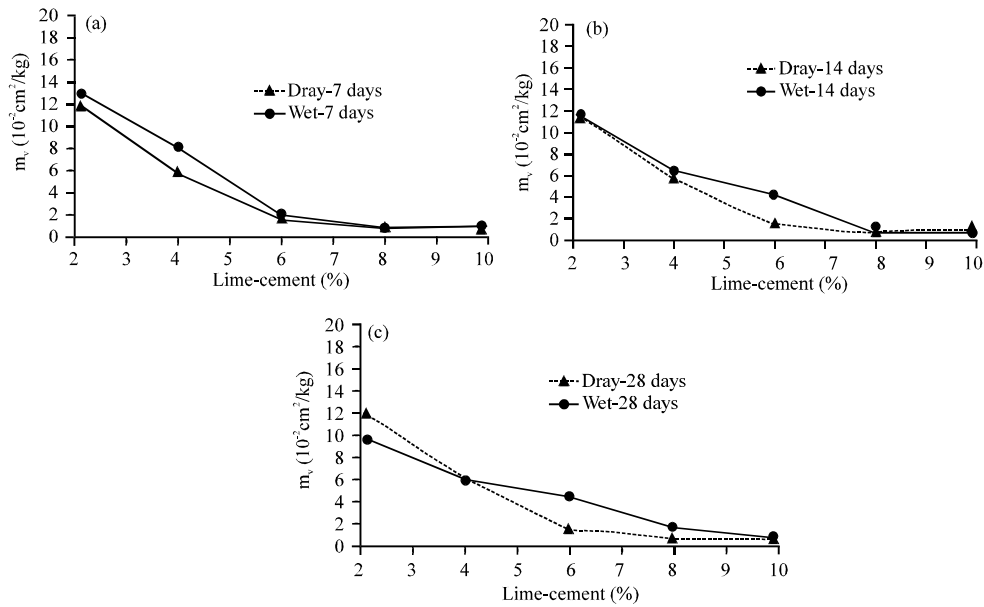 (a)
20
18
16
14
12
10
8
6
4
2
0
m_v (10⁻²cm²/kg)
Dray-7 days
Wet-7 days
2 3 4 5 6 7 8 9 10
Lime-cement (%)
(b)
20
18
16
14
12
10
8
6
4
2
0
m_v (10⁻²cm²/kg)
Dray-14 days
Wet-14 days
2 3 4 5 6 7 8 9 10
Lime-cement (%)
(c)
20
18
16
14
12
10
8
6
4
2
0
m_v (10⁻²cm²/kg)
Dray-28 days
Wet-28 days
2 3 4 5 6 7 8 9 10
Lime-cement (%)